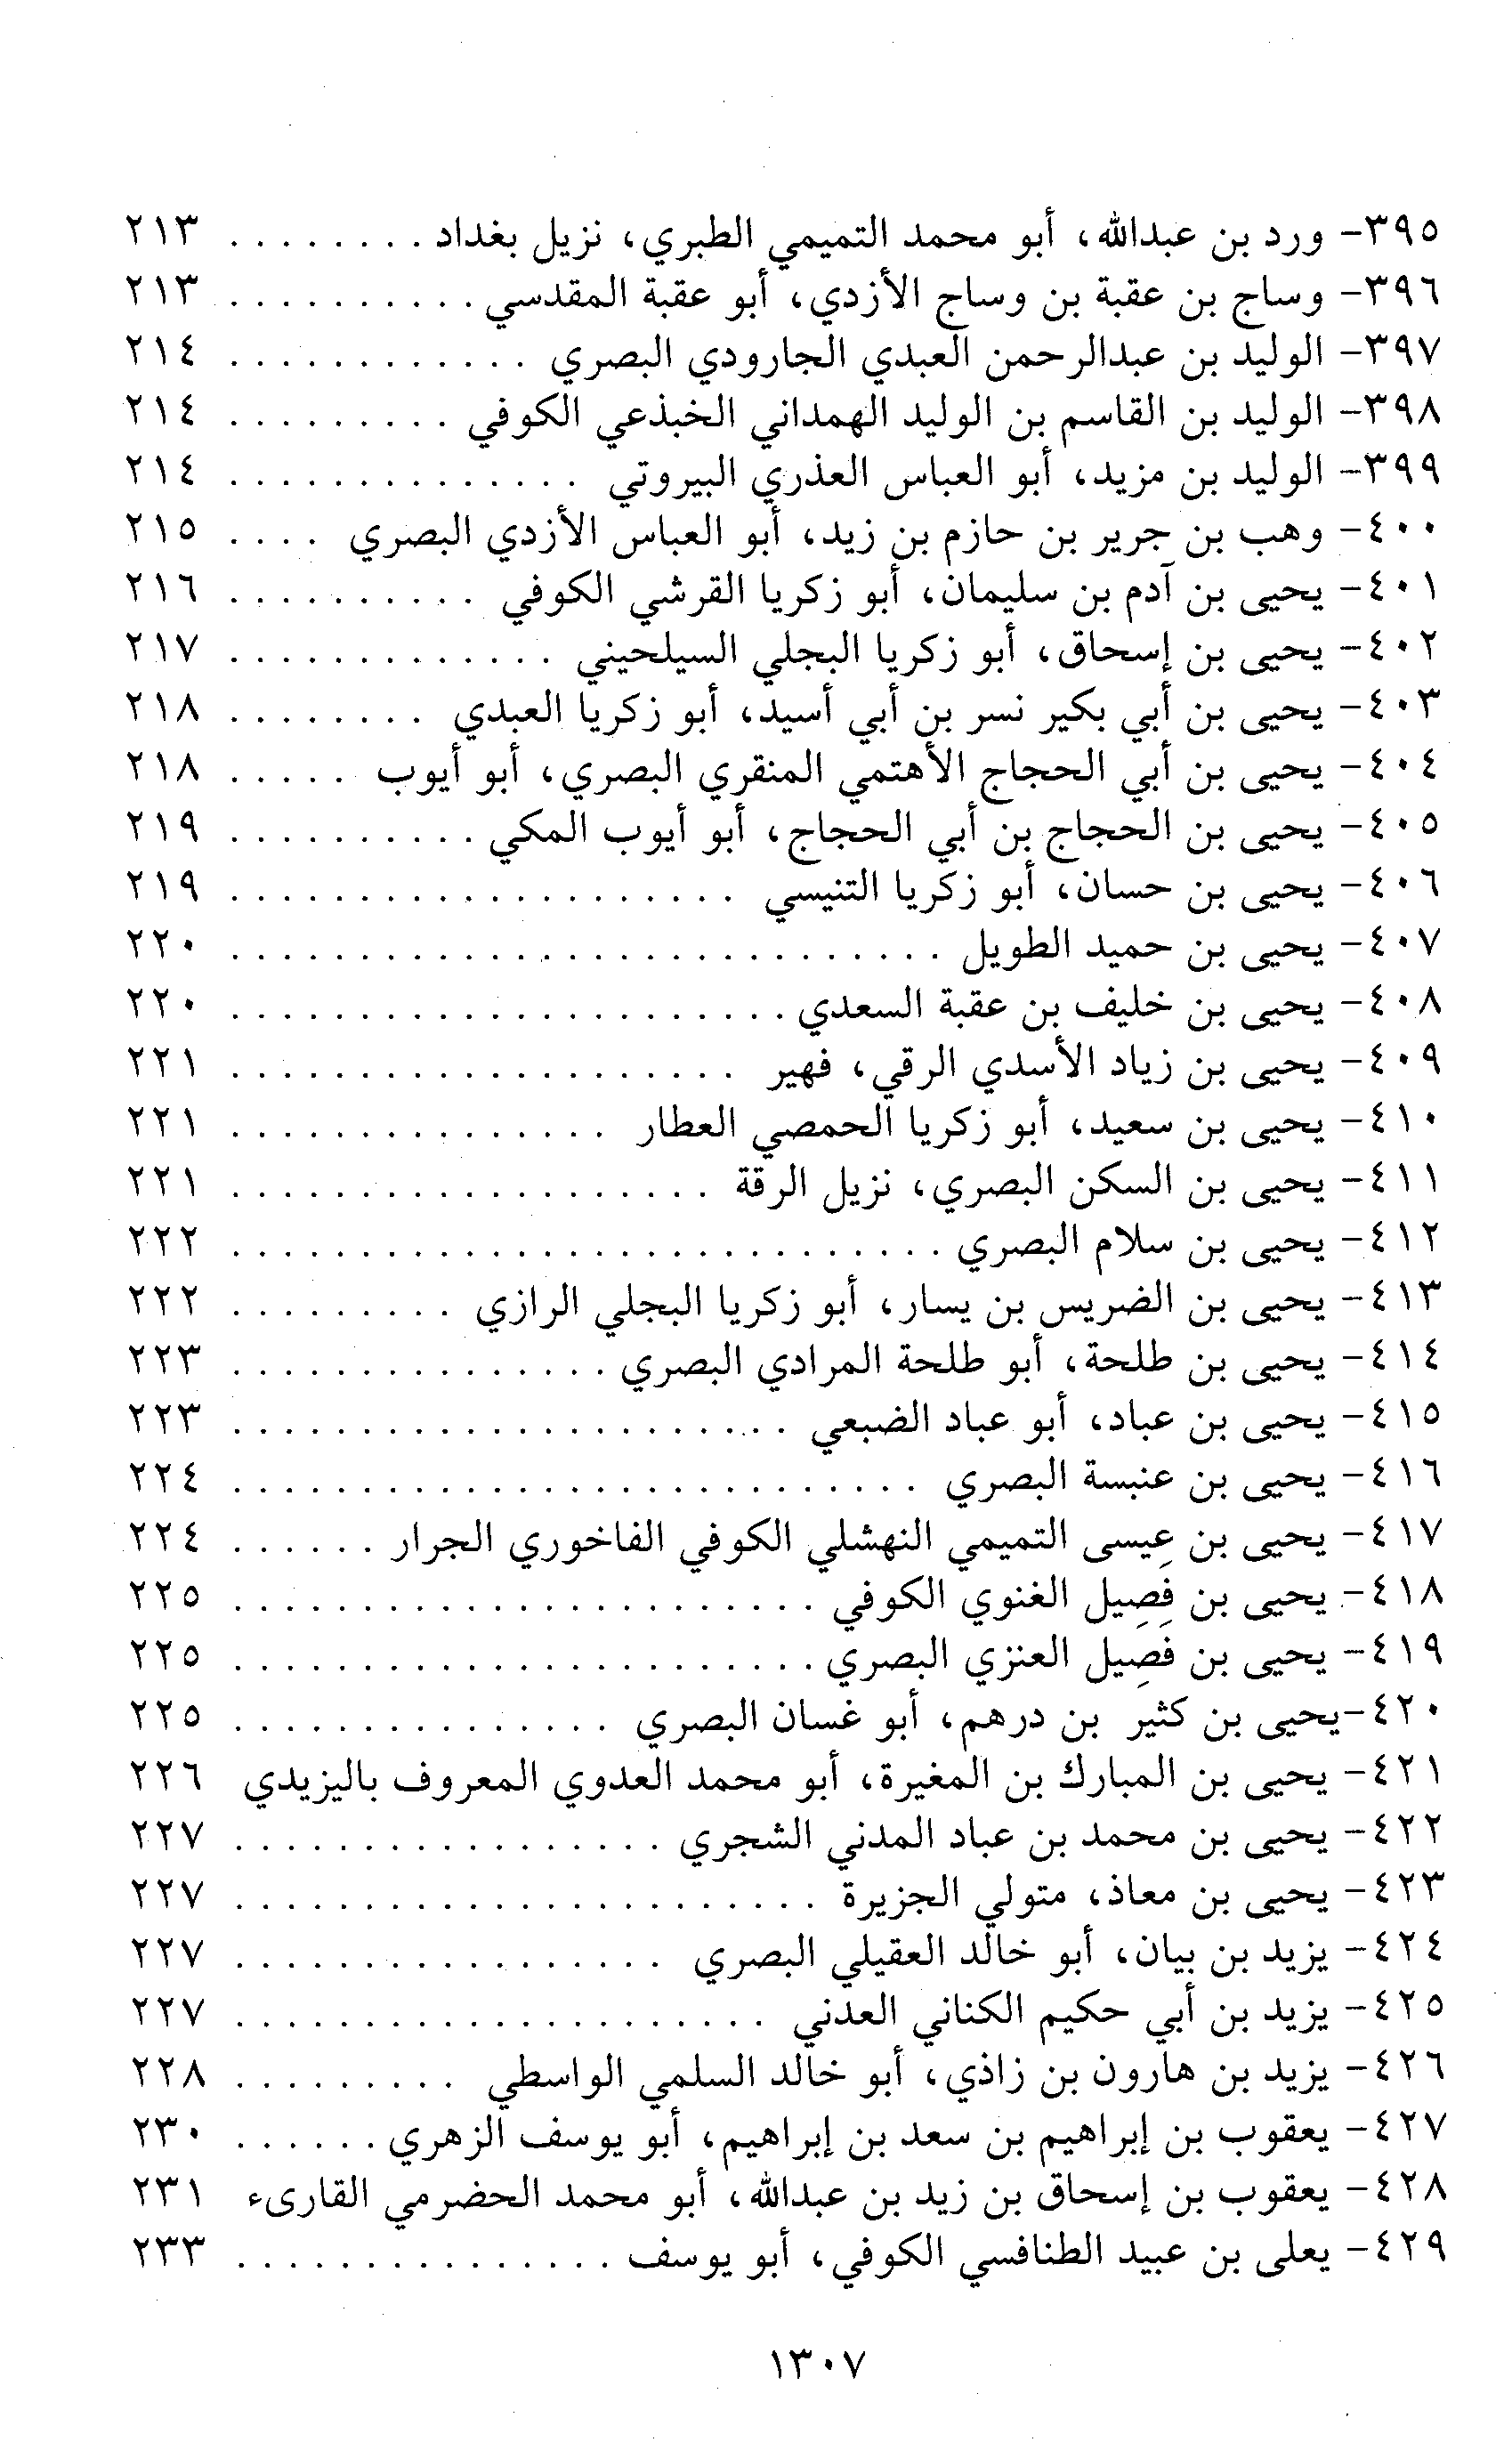 ٣٩٥- ورد بن عبدالله، أبو محمد التميمي الطبري، نزيل بغداد . . . . . . . . ٢١٣
٣٩٦- وساج بن عقبة بن وساج الأزدي، أبو عقبة المقدسي . . . . . . . . . . ٢١٣
٣٩٧- الوليد بن عبدالرحمن العبدي الجارودي البصري . . . . . . . . . . . . ٢١٤
٣٩٨- الوليد بن القاسم بن الوليد الهمداني الخبذعي الكوفي . . . . . . . . . ٢١٤
٣٩٩- الوليد بن مزيد، أبو العباس العذري البيروتي . . . . . . . . . . . . . . ٢١٤
٤٠٠- وهب بن جرير بن حازم بن زيد، أبو العباس الأزدي البصري . . . . ٢١٥
٤٠١- يحيى بن آدم بن سليمان، أبو زكريا القرشي الكوفي . . . . . . . . . . ٢١٦
٤٠٢- يحيى بن إسحاق، أبو زكريا البجلي السيلحيني . . . . . . . . . . . . . ٢١٧
٤٠٣- يحيى بن أبي بكير نسر بن أبي أسيد، أبو زكريا العبدي . . . . . . . . ٢١٨
٤٠٤- يحيى بن أبي الحجاج الأهتمي المنقري البصري، أبو أيوب . . . . . ٢١٨
٤٠٥- يحيى بن الحجاج بن أبي الحجاج، أبو أيوب المكي . . . . . . . . . . ٢١٩
٤٠٦- يحيى بن حسان، أبو زكريا التنيسي . . . . . . . . . . . . . . . . . . . . ٢١٩
٤٠٧- يحيى بن حميد الطويل . . . . . . . . . . . . . . . . . . . . . . . . . . . . ٢٢٠
٤٠٨- يحيى بن خليف بن عقبة السعدي . . . . . . . . . . . . . . . . . . . . . . ٢٢٠
٤٠٩- يحيى بن زياد الأسدي الرقي، فهير . . . . . . . . . . . . . . . . . . . . ٢٢١
٤١٠- يحيى بن سعيد، أبو زكريا الحمصي العطار . . . . . . . . . . . . . . . ٢٢١
٤١١- يحيى بن السكن البصري، نزيل الرقة . . . . . . . . . . . . . . . . . . . ٢٢١
٤١٢- يحيى بن سلام البصري . . . . . . . . . . . . . . . . . . . . . . . . . . . . ٢٢٢
٤١٣- يحيى بن الضريس بن يسار، أبو زكريا البجلي الرازي . . . . . . . . . ٢٢٢
٤١٤- يحيى بن طلحة، أبو طلحة المرادي البصري . . . . . . . . . . . . . . . ٢٢٣
٤١٥- يحيى بن عباد، أبو عباد الضبعي . . . . . . . . . . . . . . . . . . . . . . ٢٢٣
٤١٦- يحيى بن عنبسة البصري . . . . . . . . . . . . . . . . . . . . . . . . . . . ٢٢٤
٤١٧- يحيى بن عيسى التميمي النهشلي الكوفي الفاخوري الجرار . . . . . . ٢٢٤
٤١٨- يحيى بن فَصِيل الغنوي الكوفي . . . . . . . . . . . . . . . . . . . . . . . ٢٢٥
٤١٩- يحيى بن فَصِيل العنزي البصري . . . . . . . . . . . . . . . . . . . . . . . ٢٢٥
٤٢٠-يحيى بن كثير بن درهم، أبو غسان البصري . . . . . . . . . . . . . . . ٢٢٥
٤٢١- يحيى بن المبارك بن المغيرة، أبو محمد العدوي المعروف باليزيدي ٢٢٦
٤٢٢- يحيى بن محمد بن عباد المدني الشجري . . . . . . . . . . . . . . . . . ٢٢٧
٤٢٣- يحيى بن معاذ، متولي الجزيرة . . . . . . . . . . . . . . . . . . . . . . . ٢٢٧
٤٢٤- يزيد بن بيان، أبو خالد العقيلي البصري . . . . . . . . . . . . . . . . . ٢٢٧
٤٢٥- يزيد بن أبي حكيم الكناني العدني . . . . . . . . . . . . . . . . . . . . . ٢٢٧
٤٢٦- يزيد بن هارون بن زاذي، أبو خالد السلمي الواسطي . . . . . . . . . ٢٢٨
٤٢٧- يعقوب بن إبراهيم بن سعد بن إبراهيم، أبو يوسف الزهري . . . . . . ٢٣٠
٤٢٨- يعقوب بن إسحاق بن زيد بن عبدالله، أبو محمد الحضرمي القارىء ٢٣١
٤٢٩- يعلى بن عبيد الطنافسي الكوفي، أبو يوسف . . . . . . . . . . . . . . . ٢٣٣
١٣٠٧